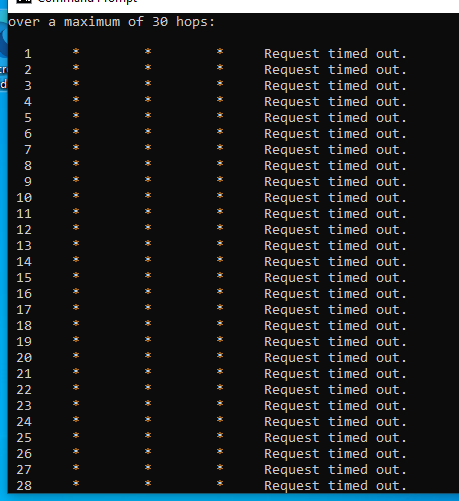 Command Prompt
over a maximum of 30 hops:
1 * * * Request timed out.
2 * * * Request timed out.
3 * * * Request timed out.
4 * * * Request timed out.
5 * * * Request timed out.
6 * * * Request timed out.
7 * * * Request timed out.
8 * * * Request timed out.
9 * * * Request timed out.
10 * * * Request timed out.
11 * * * Request timed out.
12 * * * Request timed out.
13 * * * Request timed out.
14 * * * Request timed out.
15 * * * Request timed out.
16 * * * Request timed out.
17 * * * Request timed out.
18 * * * Request timed out.
19 * * * Request timed out.
20 * * * Request timed out.
21 * * * Request timed out.
22 * * * Request timed out.
23 * * * Request timed out.
24 * * * Request timed out.
25 * * * Request timed out.
26 * * * Request timed out.
27 * * * Request timed out.
28 * * * Request timed out.